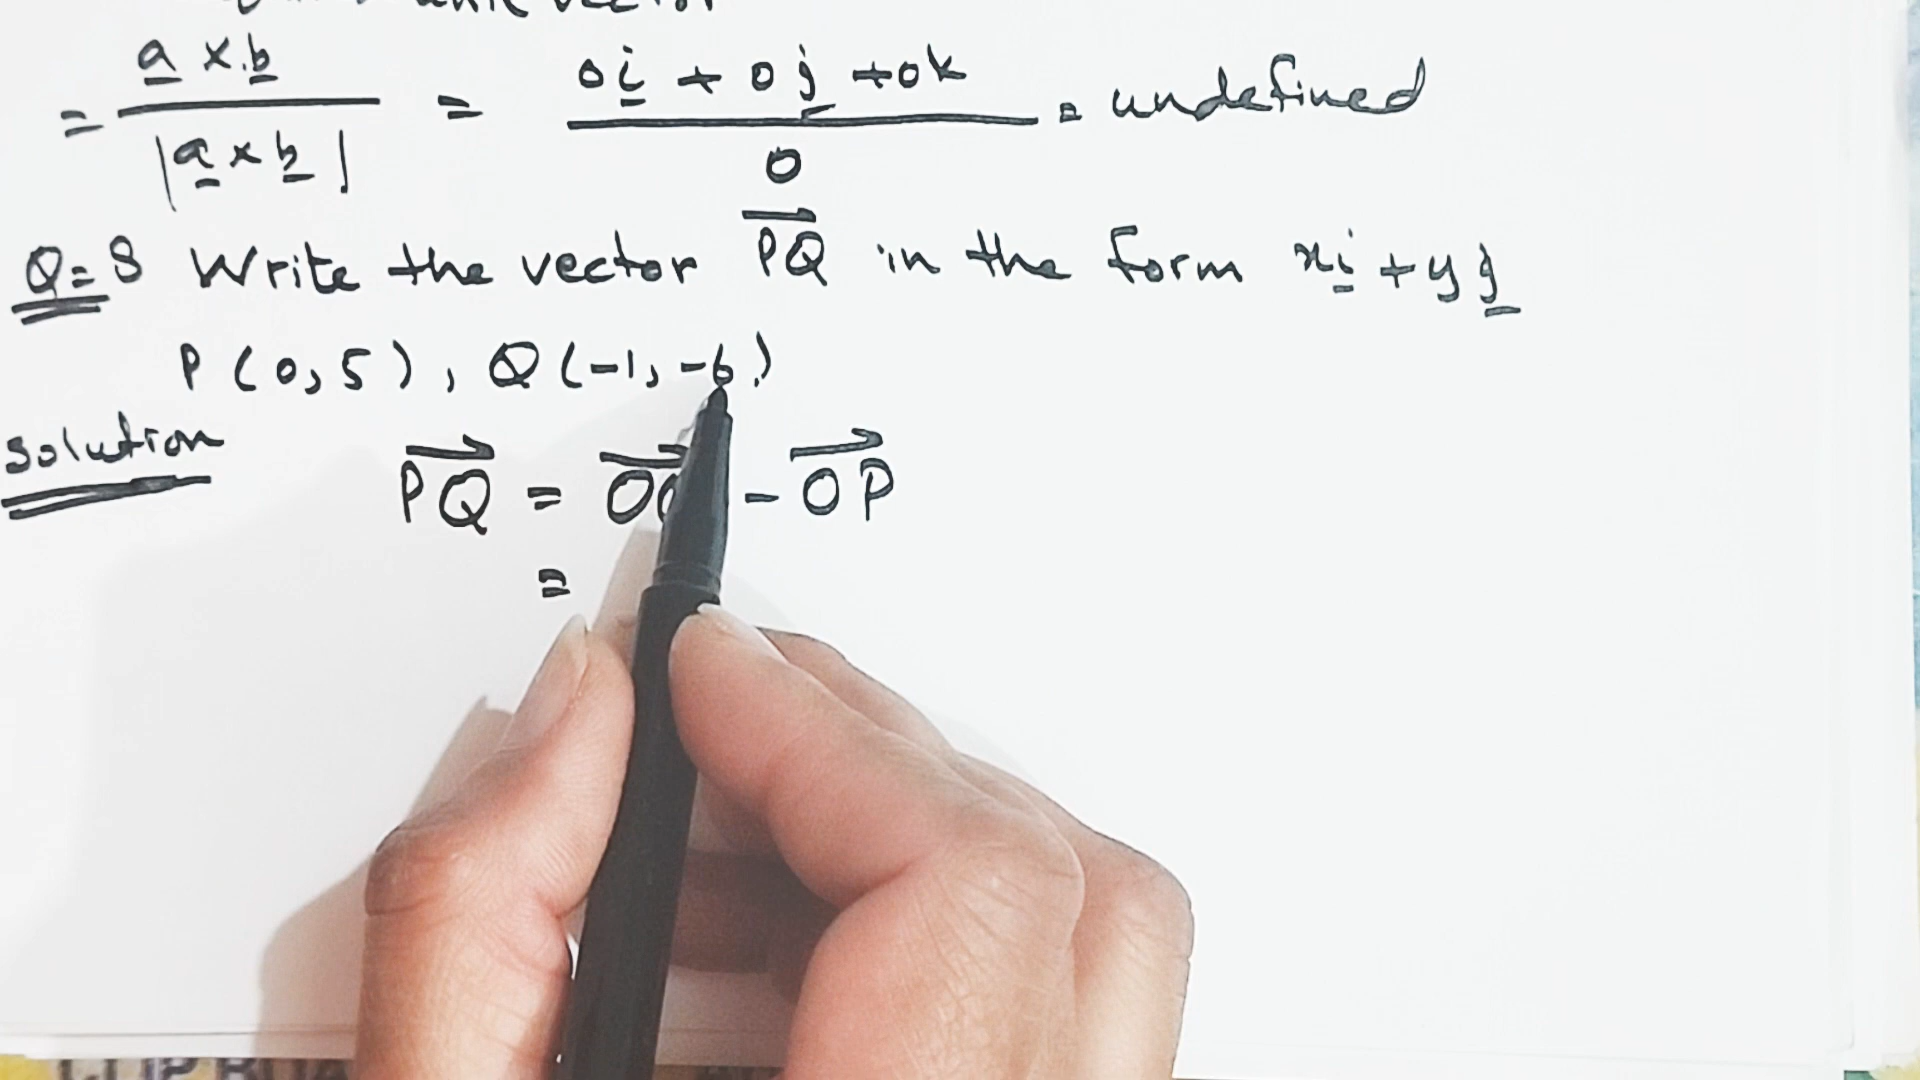 vector
= a × b / |a × b| = 0i + 0j + 0k / 0 = undefined
Q=8 Write the vector PQ in the form xi + yj
P (0, 5), Q (-1, -6)
Solution
PQ = OQ - OP
=